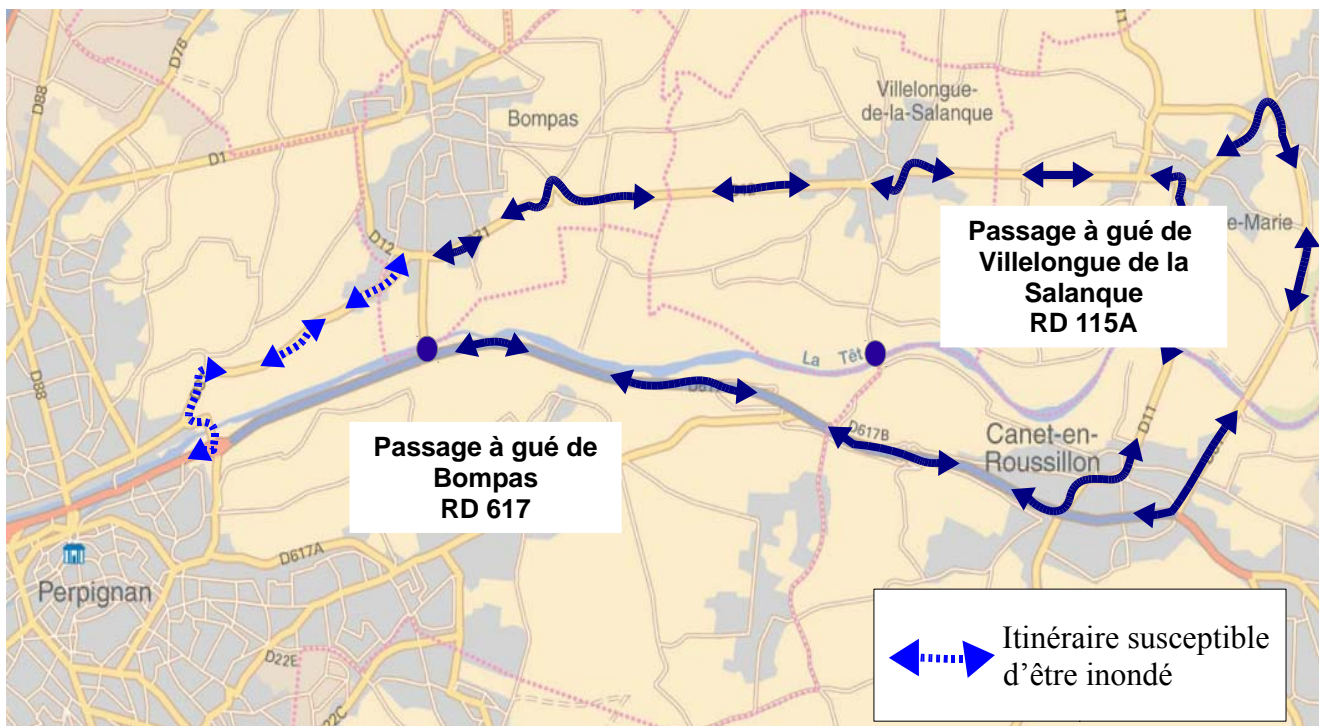 D88
D76
D1
Bompas
Villelongue-
de-la-Salanque
D12
e-Marie
Passage à gué de
Villelongue de la
Salanque
RD 115A
La Têt
D88
Passage à gué de
Bompas
RD 617
D617B
Canet-en-
Roussillon
D11
D617A
Perpignan
D22E
22C
Itinéraire susceptible
d'être inondé